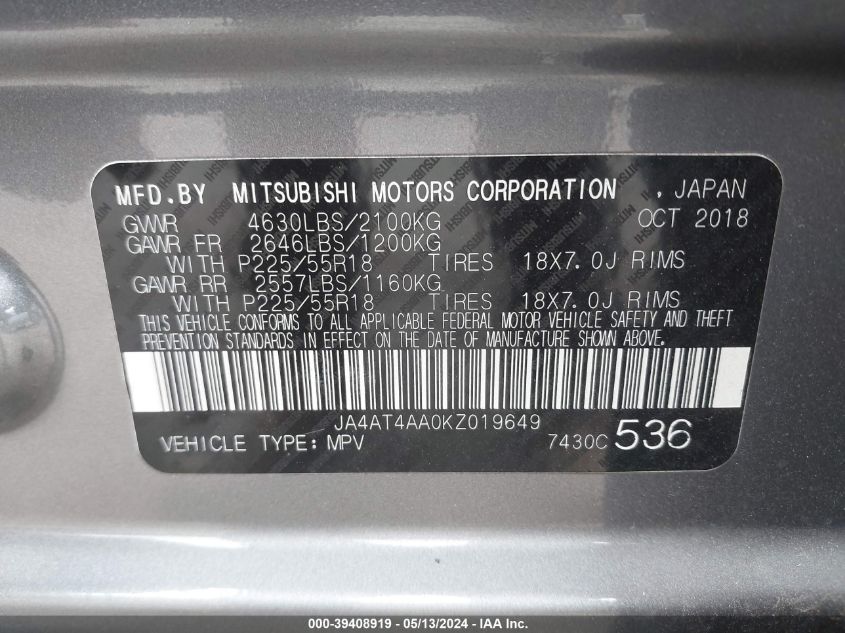 MFD.BY MITSUBISHI MOTORS CORPORATION , JAPAN
GVWR 4630LBS/2100KG OCT 2018
GAWR FR 2646LBS/1200KG
WITH P225/55R18 TIRES 18X7.0J RIMS
GAWR RR 2557LBS/1160KG
WITH P225/55R18 TIRES 18X7.0J RIMS
THIS VEHICLE CONFORMS TO ALL APPLICABLE FEDERAL MOTOR VEHICLE SAFETY AND THEFT
PREVENTION STANDARDS IN EFFECT ON THE DATE OF MANUFACTURE SHOWN ABOVE.
JA4AT4AA0KZ019649
VEHICLE TYPE: MPV 7430C 536
000-39408919 - 05/13/2024 - IAA Inc.